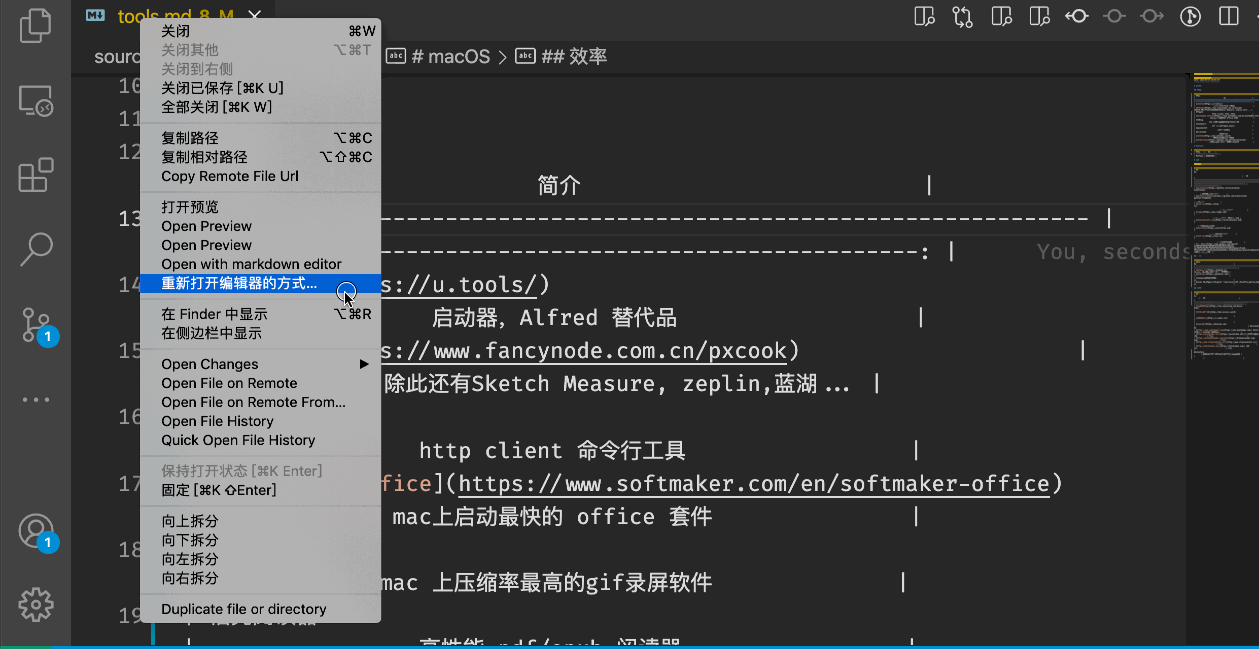 tools.md 8, M
关闭 ⌘W
关闭其他 ⌥⌘T
关闭到右侧
关闭已保存 [⌘K U]
全部关闭 [⌘K W]
复制路径 ⌥⌘C
复制相对路径 ⌥⇧⌘C
Copy Remote File Url
打开预览
Open Preview
Open Preview
Open with markdown editor
重新打开编辑器的方式...
在 Finder 中显示 ⌥⌘R
在侧边栏中显示
Open Changes
Open File on Remote
Open File on Remote From...
Open File History
Quick Open File History
保持打开状态 [⌘K Enter]
固定 [⌘K ⇧Enter]
向上拆分
向下拆分
向左拆分
向右拆分
Duplicate file or directory
sourc
abc # macOS > abc ## 效率
10
11
12
简介 |
13 ----------------------------------------------------------- |
---------------------------------------------: | You, seconds
14 s://u.tools/)
启动器, Alfred 替代品 |
15 s://www.fancynode.com.cn/pxcook) |
除此还有Sketch Measure, zeplin,蓝湖... |
16
http client 命令行工具 |
17 fice](https://www.softmaker.com/en/softmaker-office)
mac上启动最快的 office 套件 |
18
mac 上压缩率最高的gif录屏软件 |
19
高性能 pdf/epub 阅读器 |
1
1